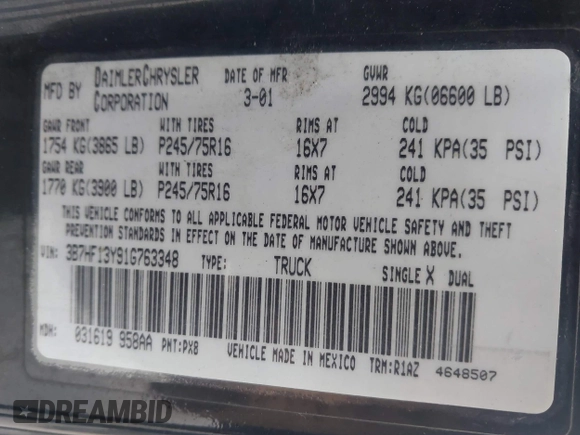 MFD BY DAIMLERCHRYSLER CORPORATION DATE OF MFR 3-01 GVWR 2994 KG(06600 LB)
GAWR FRONT WITH TIRES RIMS AT COLD
1754 KG(3865 LB) P245/75R16 16X7 241 KPA(35 PSI)
GAWR REAR WITH TIRES RIMS AT COLD
1770 KG(3900 LB) P245/75R16 16X7 241 KPA(35 PSI)
THIS VEHICLE CONFORMS TO ALL APPLICABLE FEDERAL MOTOR VEHICLE SAFETY AND THEFT
PREVENTION STANDARDS IN EFFECT ON THE DATE OF MANUFACTURE SHOWN ABOVE.
VIN: 3B7HF13Y91G763348 TYPE: TRUCK SINGLE X DUAL
MDH: 031619 958AA PNT:PX8 VEHICLE MADE IN MEXICO TRM:R1AZ 4648507
DREAMBID